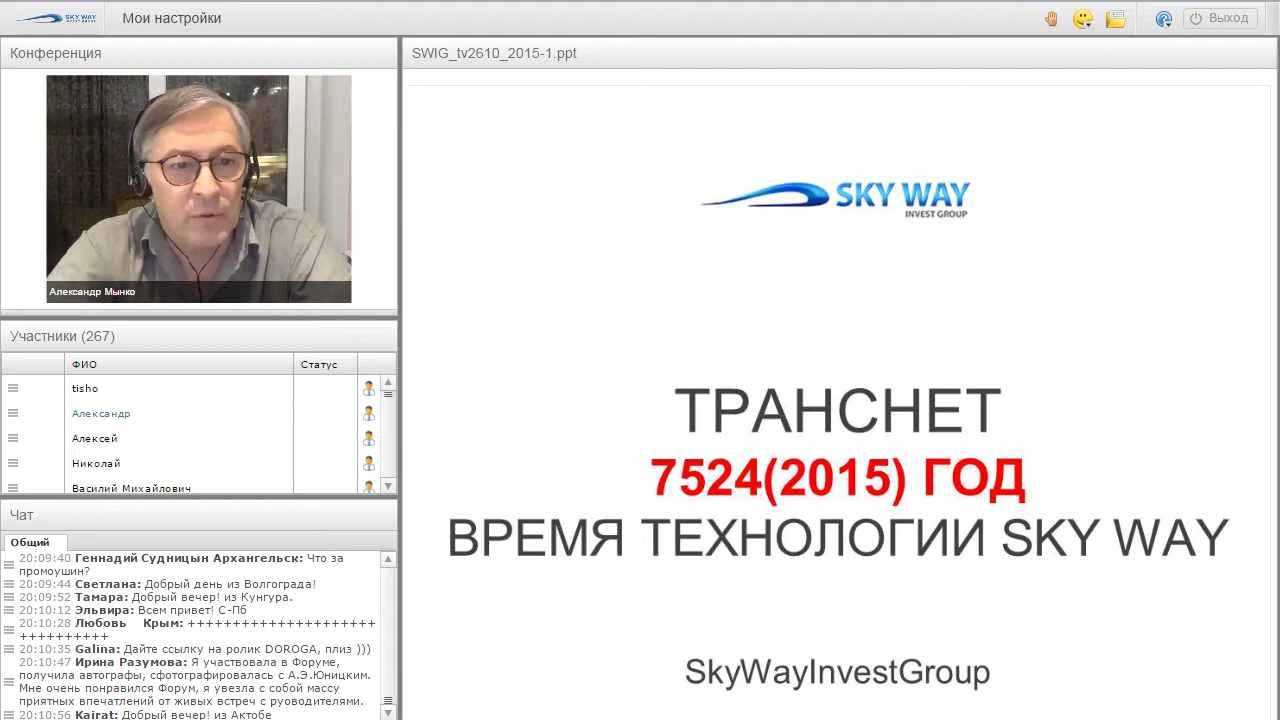 SKY WAY
Мои настройки
Выход
Конференция
SWIG_tv2610_2015-1.ppt
Александр Мынко
Участники (267)
ФИО
Статус
tisho
Александр
Алексей
Николай
Василий Михайлович
Чат
Общий
20:09:40 Геннадий Судницын Архангельск: Что за
промоушин?
20:09:44 Светлана: Добрый день из Волгограда!
20:09:52 Тамара: Добрый вечер! из Кунгура.
20:10:12 Эльвира: Всем привет! С-Пб
20:10:28 Любовь Крым: +++++++++++++++++++++
++++++++++
20:10:35 Galina: Дайте ссылку на ролик DOROGA, плиз )))
20:10:47 Ирина Разумова: Я участвовала в Форуме,
получила автографы, сфотографировалась с А.Э.Юницким.
Мне очень понравился Форум, я увезла с собой массу
приятных впечатлений от живых встреч с руоводителями.
20:10:56 Kairat: Добрый вечер! из Актобе
SKY WAY
INVEST GROUP
ТРАНСНЕТ
7524(2015) ГОД
ВРЕМЯ ТЕХНОЛОГИИ SKY WAY
SkyWayInvestGroup